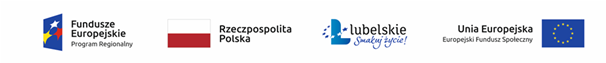 Fundusze
Europejskie
Program Regionalny
Rzeczpospolita
Polska
lubelskie
Smakuj życie!
Unia Europejska
Europejski Fundusz Społeczny